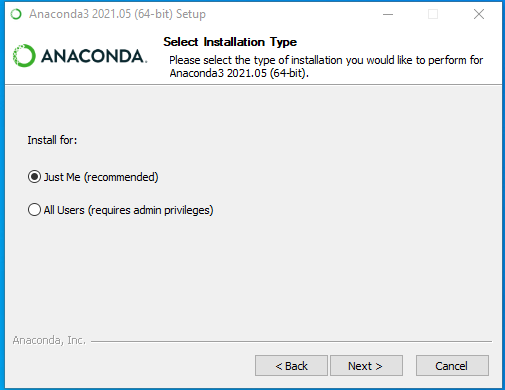 Anaconda3 2021.05 (64-bit) Setup
ANACONDA.
Select Installation Type
Please select the type of installation you would like to perform for
Anaconda3 2021.05 (64-bit).
Install for:
Just Me (recommended)
All Users (requires admin privileges)
Anaconda, Inc.
< Back
Next >
Cancel